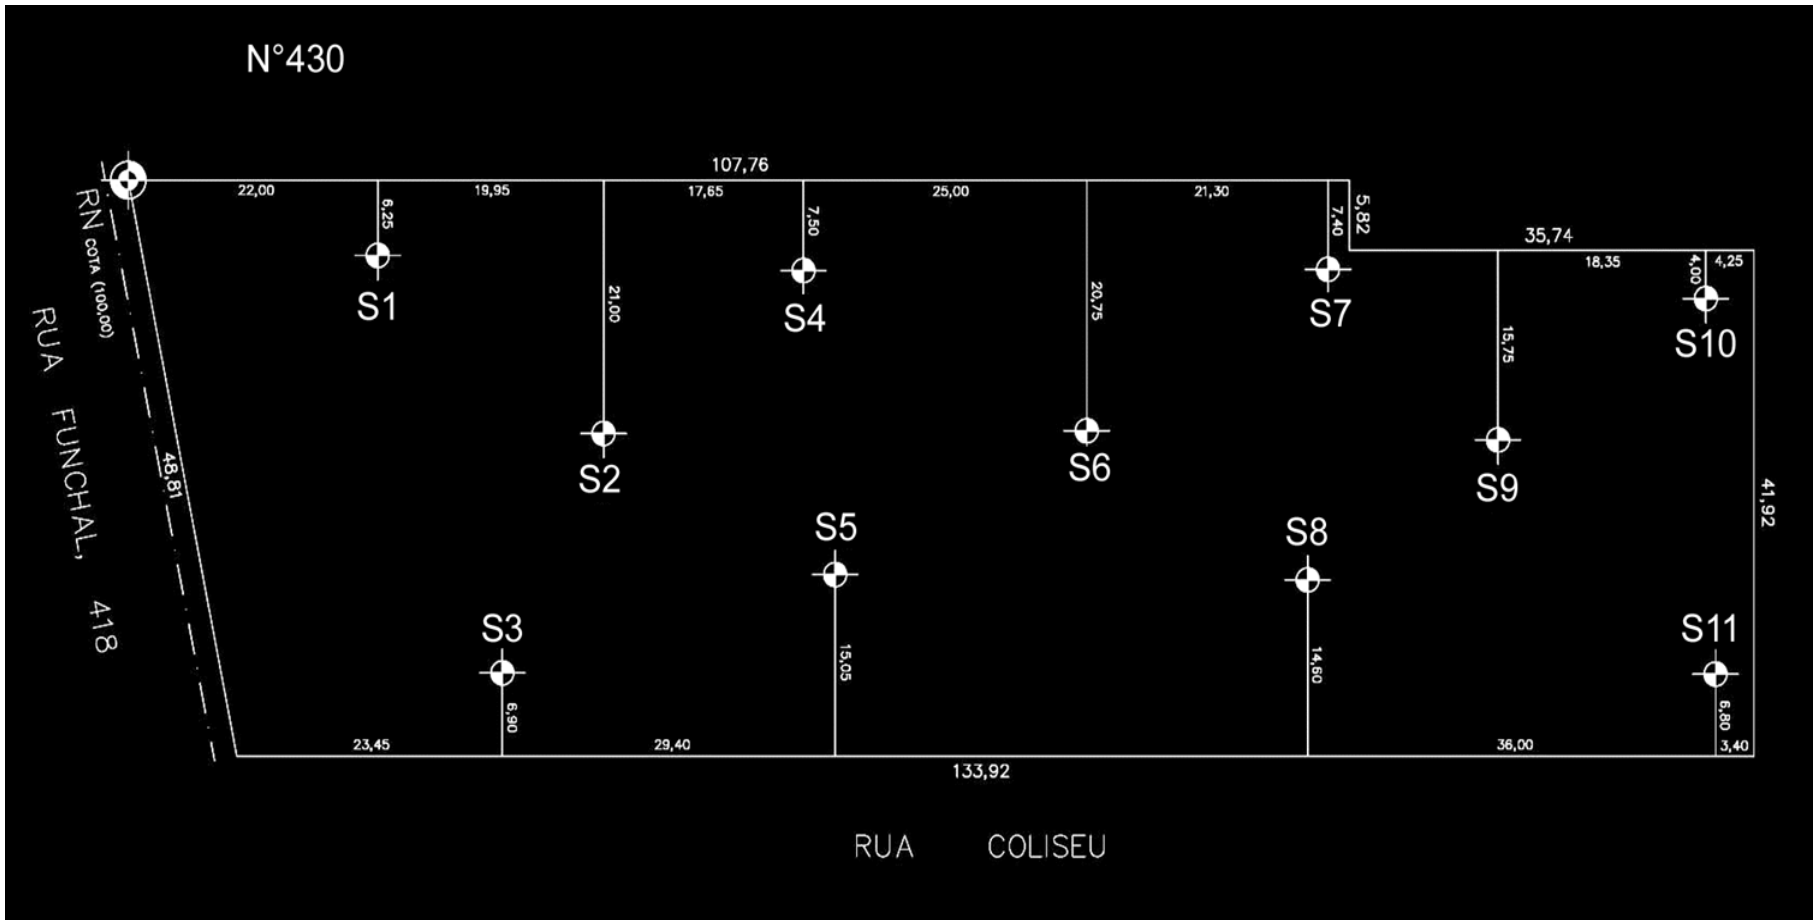 N°430
107,76
22,00
19,95
17,65
25,00
21,30
6,25
7,50
7,40
5,82
35,74
18,35
4,00
4,25
RN COTA (100,00)
S1
21,00
S4
20,75
S7
15,75
S10
RUA FUNCHAL, 418
48,81
S2
S6
S9
41,92
S5
S8
S3
S11
6,90
15,05
14,60
6,80
23,45
29,40
36,00
3,40
133,92
RUA COLISEU